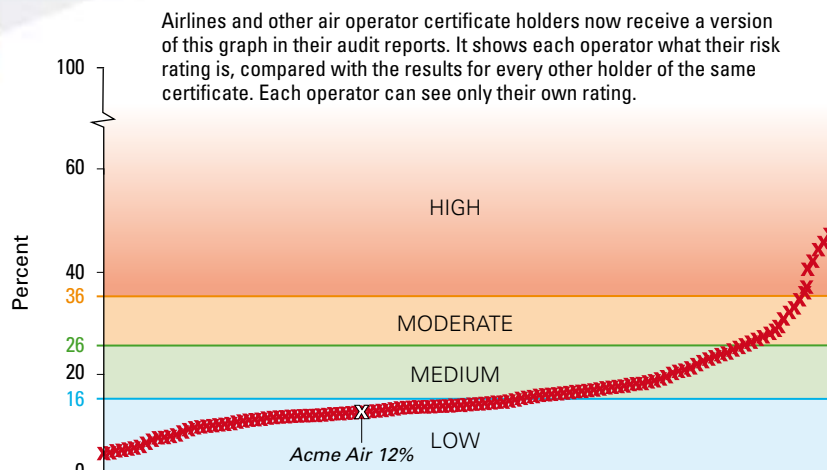 Airlines and other air operator certificate holders now receive a version
of this graph in their audit reports. It shows each operator what their risk
rating is, compared with the results for every other holder of the same
certificate. Each operator can see only their own rating.
100
60
HIGH
Percent
40
36
MODERATE
26
20
MEDIUM
16
LOW
Acme Air 12%
0